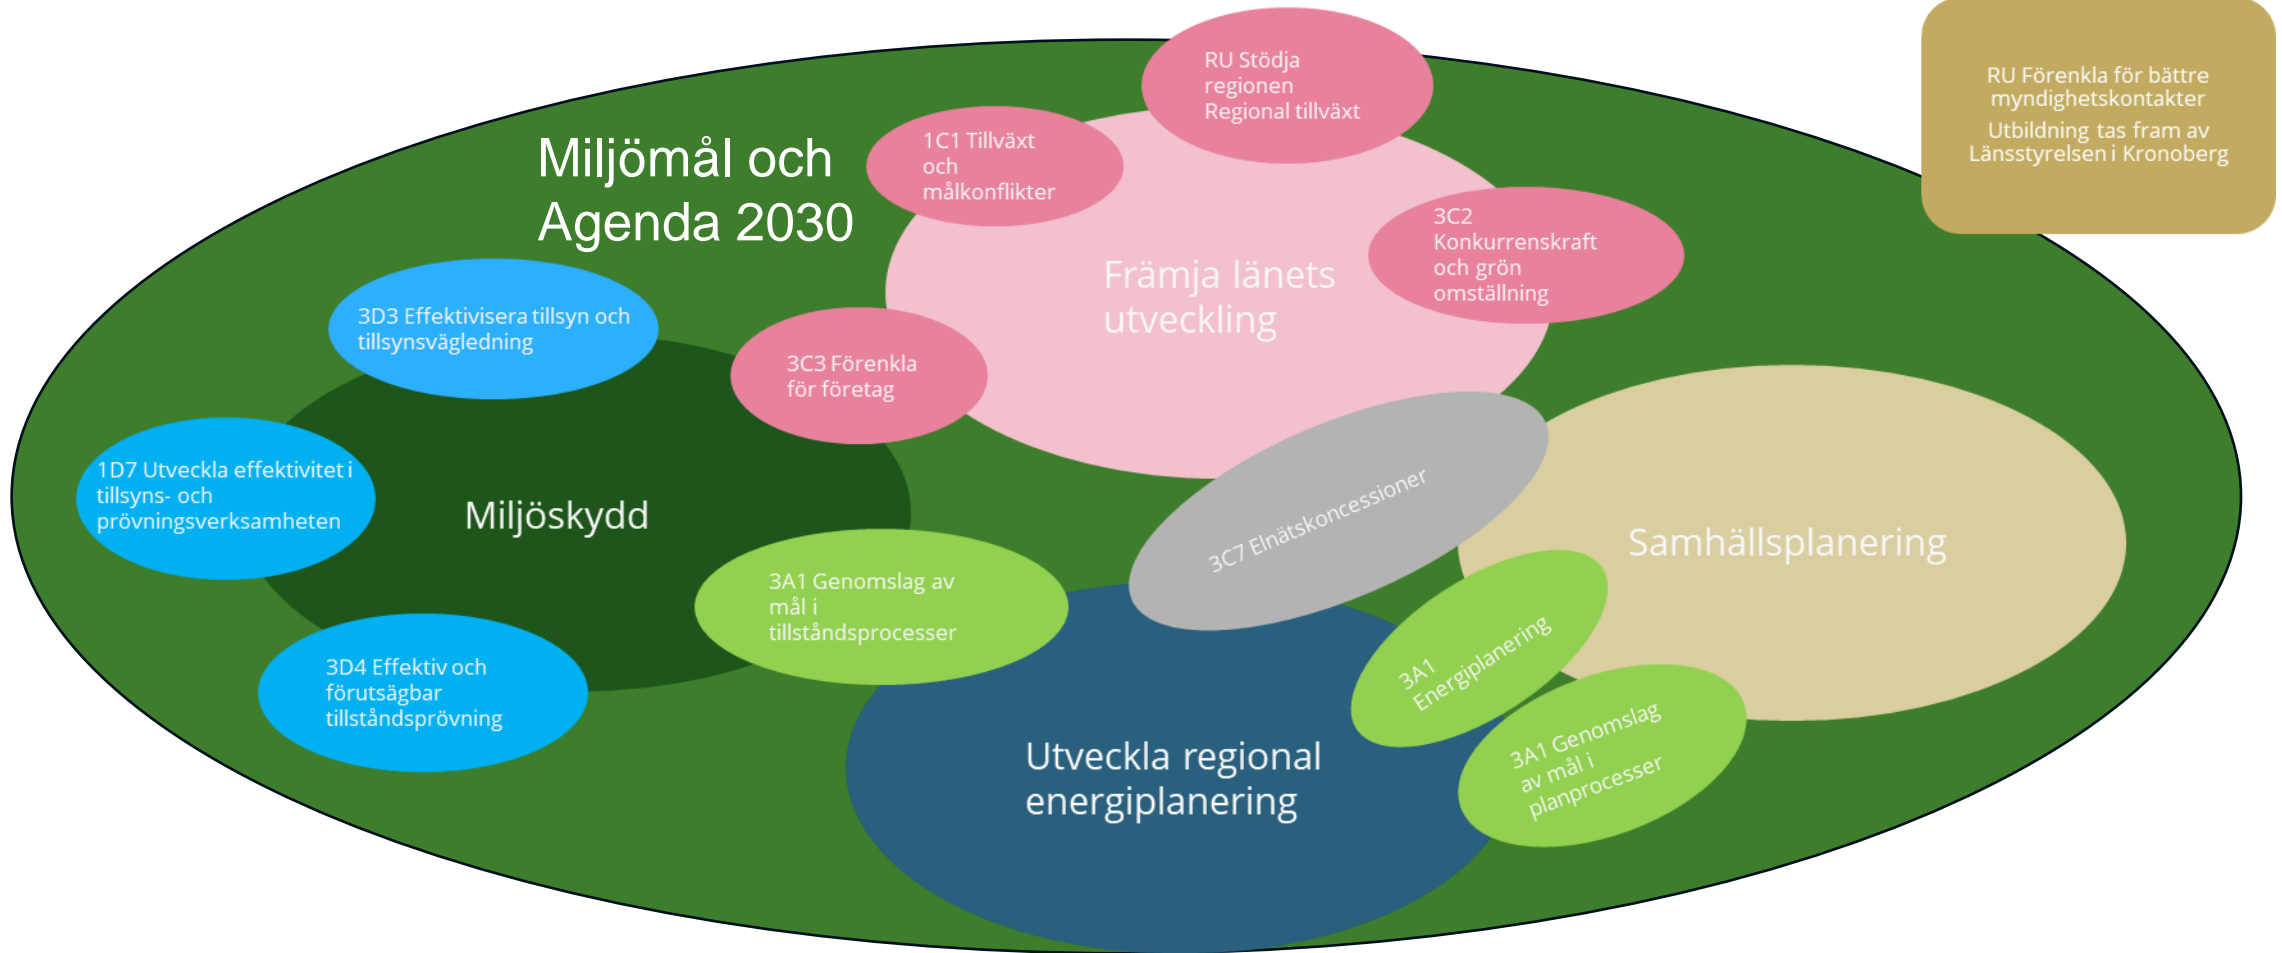 RU Stödja
regionen
Regional tillväxt
RU Förenkla för bättre
myndighetskontakter
Utbildning tas fram av
Länsstyrelsen i Kronoberg
Miljömål och
Agenda 2030
1C1 Tillväxt
och
målkonflikter
3C2
Konkurrenskraft
och grön
omställning
Främja länets
utveckling
3D3 Effektivisera tillsyn och
tillsynsvägledning
3C3 Förenkla
för företag
1D7 Utveckla effektivitet i
tillsyns- och
prövningsverksamheten
Miljöskydd
3C7 Elnätskoncessioner
Samhällsplanering
3A1 Genomslag av
mål i
tillståndsprocesser
3A1
Energiplanering
3D4 Effektiv och
förutsägbar
tillståndsprövning
Utveckla regional
energiplanering
3A1 Genomslag
av mål i
planprocesser